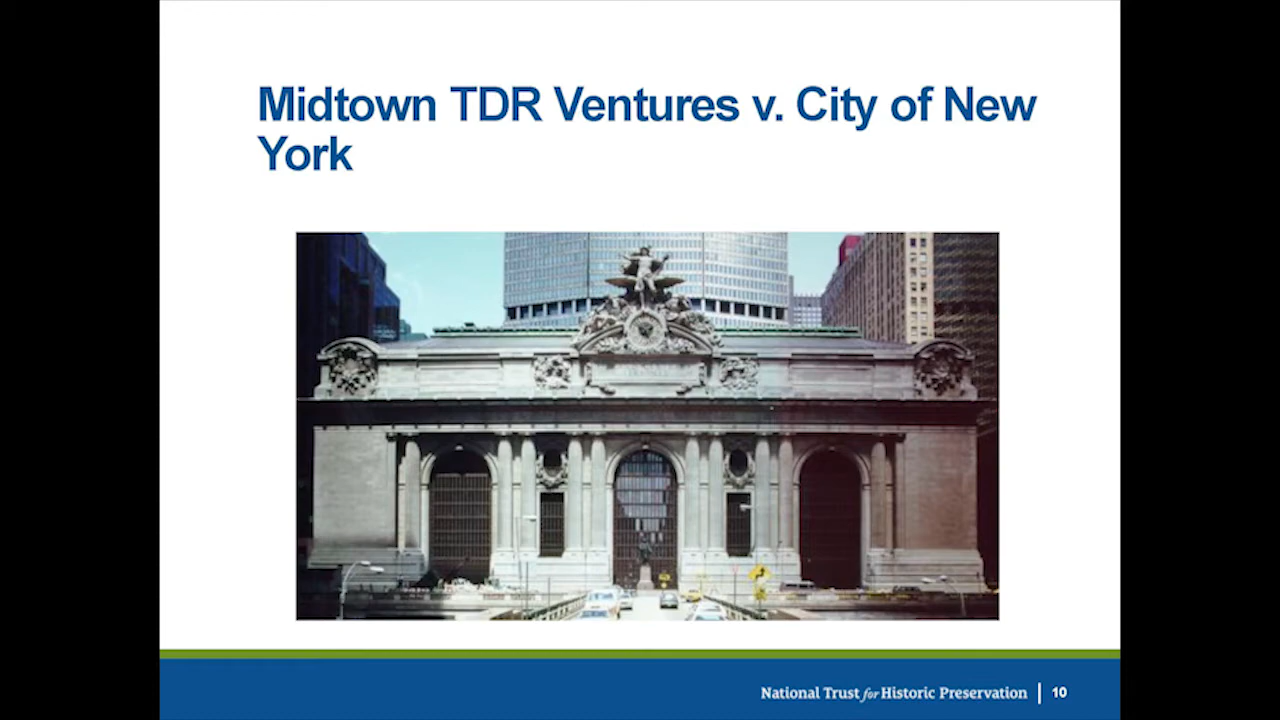 Midtown TDR Ventures v. City of New
York
National Trust for Historic Preservation | 10